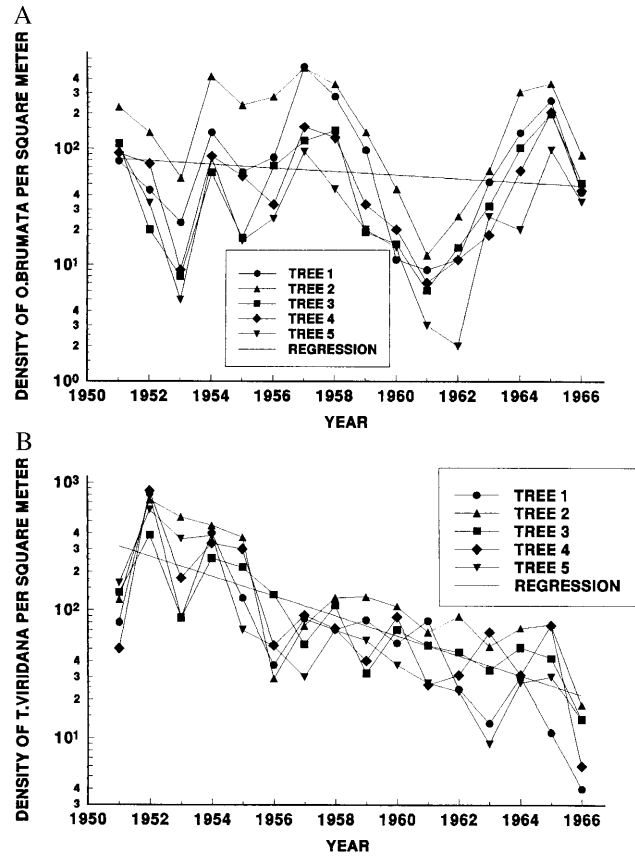 A
DENSITY OF O.BRUMATA PER SQUARE METER
4
3
2
10²
4
3
2
10¹
4
3
2
10⁰
TREE 1
TREE 2
TREE 3
TREE 4
TREE 5
REGRESSION
1950 1952 1954 1956 1958 1960 1962 1964 1966
YEAR
B
DENSITY OF T.VIRIDANA PER SQUARE METER
10³
4
3
2
10²
4
3
2
10¹
4
3
TREE 1
TREE 2
TREE 3
TREE 4
TREE 5
REGRESSION
1950 1952 1954 1956 1958 1960 1962 1964 1966
YEAR